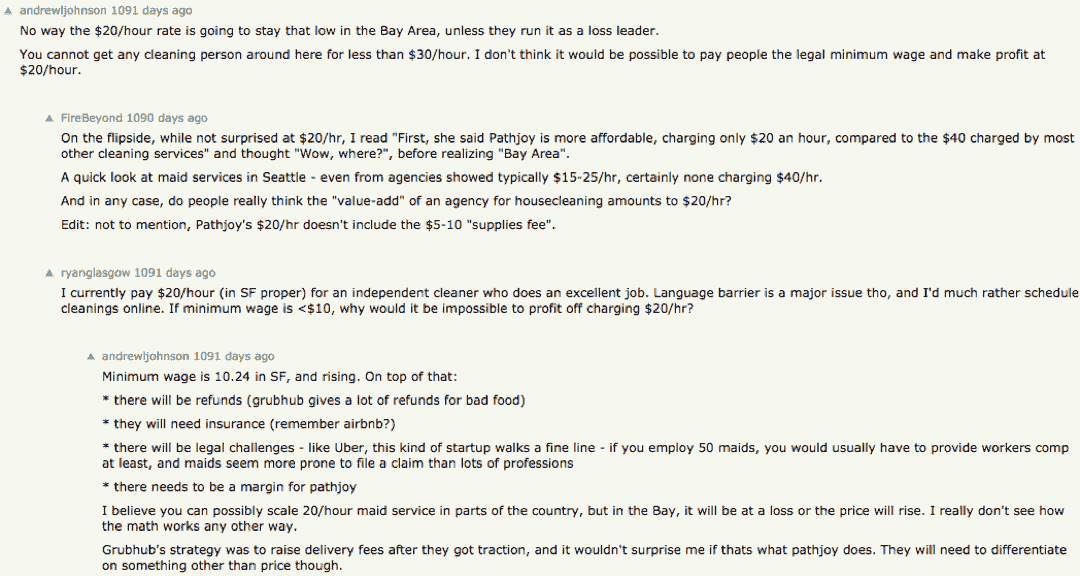 ▲ andrewljohnson 1091 days ago
No way the $20/hour rate is going to stay that low in the Bay Area, unless they run it as a loss leader.
You cannot get any cleaning person around here for less than $30/hour. I don't think it would be possible to pay people the legal minimum wage and make profit at
$20/hour.
▲ FireBeyond 1090 days ago
On the flipside, while not surprised at $20/hr, I read "First, she said Pathjoy is more affordable, charging only $20 an hour, compared to the $40 charged by most
other cleaning services" and thought "Wow, where?", before realizing "Bay Area".
A quick look at maid services in Seattle - even from agencies showed typically $15-25/hr, certainly none charging $40/hr.
And in any case, do people really think the "value-add" of an agency for housecleaning amounts to $20/hr?
Edit: not to mention, Pathjoy's $20/hr doesn't include the $5-10 "supplies fee".
▲ ryanglasgow 1091 days ago
I currently pay $20/hour (in SF proper) for an independent cleaner who does an excellent job. Language barrier is a major issue tho, and I'd much rather schedule
cleanings online. If minimum wage is <$10, why would it be impossible to profit off charging $20/hr?
▲ andrewljohnson 1091 days ago
Minimum wage is 10.24 in SF, and rising. On top of that:
* there will be refunds (grubhub gives a lot of refunds for bad food)
* they will need insurance (remember airbnb?)
* there will be legal challenges - like Uber, this kind of startup walks a fine line - if you employ 50 maids, you would usually have to provide workers comp
at least, and maids seem more prone to file a claim than lots of professions
* there needs to be a margin for pathjoy
I believe you can possibly scale 20/hour maid service in parts of the country, but in the Bay, it will be at a loss or the price will rise. I really don't see how
the math works any other way.
Grubhub's strategy was to raise delivery fees after they got traction, and it wouldn't surprise me if thats what pathjoy does. They will need to differentiate
on something other than price though.